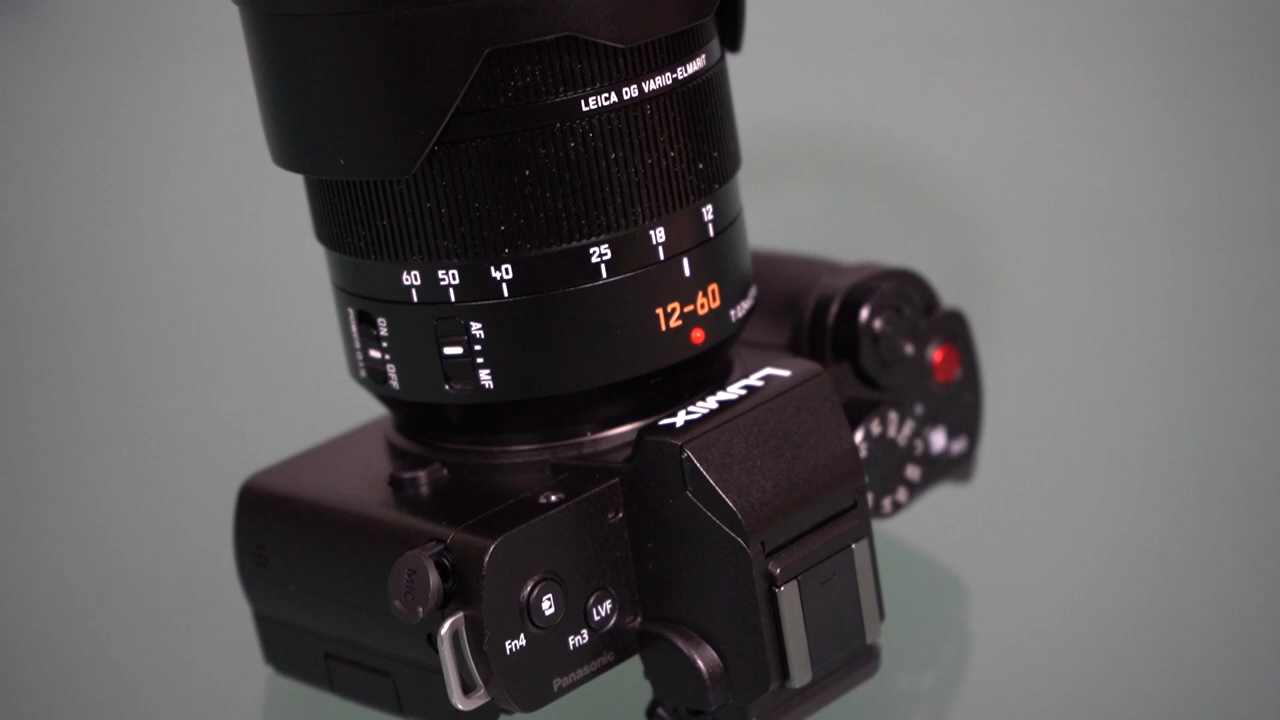 LEICA DG VARIO-ELMARIT
60 50 40 25 18 12
12-60
ON
OFF
AF
MF
LUMIX
MIC
LVF
Fn4
Fn3
Panasonic